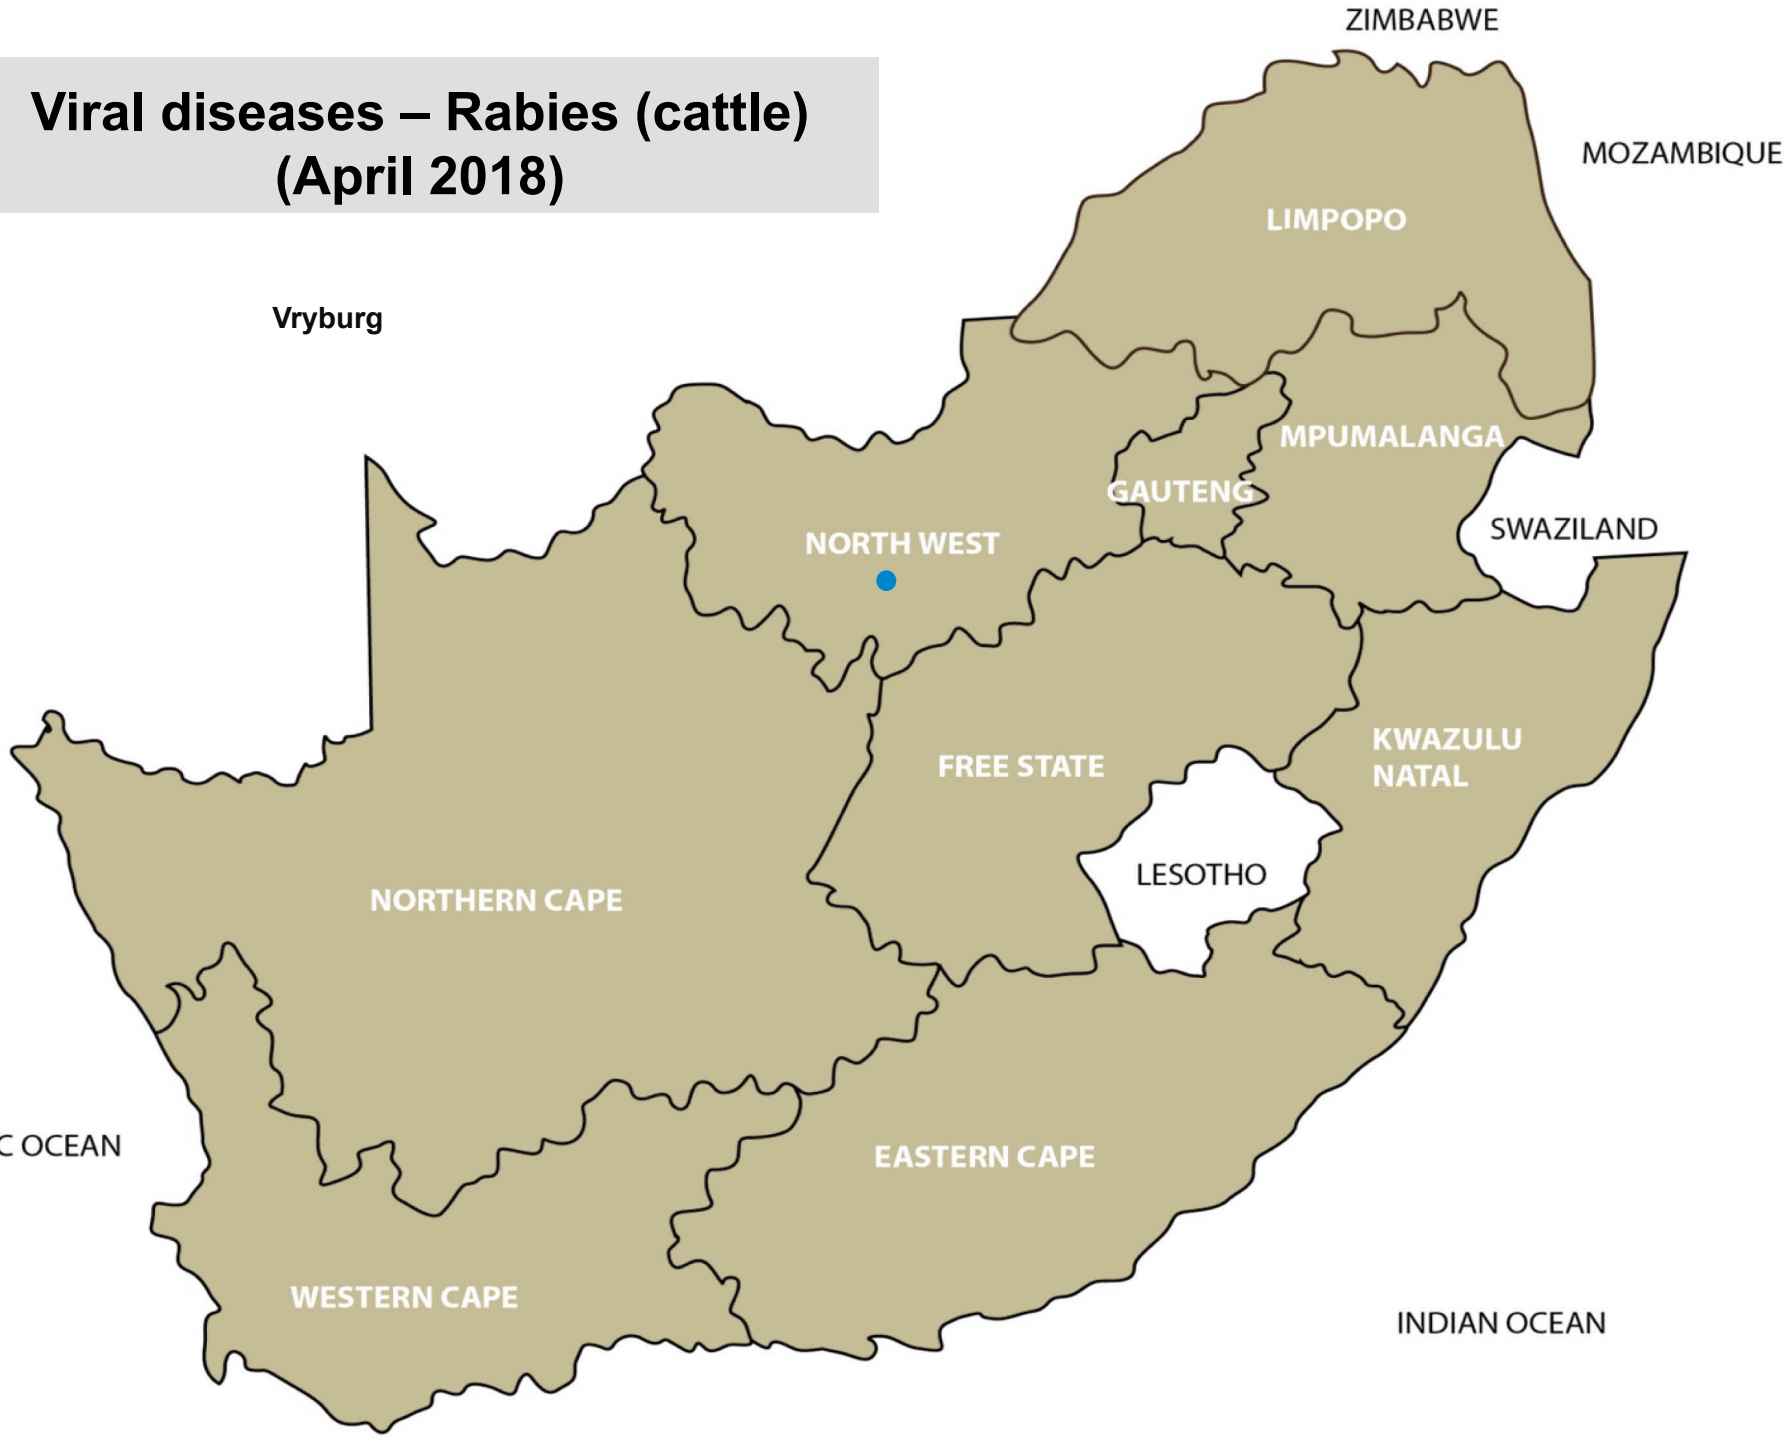 ZIMBABWE
Viral diseases – Rabies (cattle)
(April 2018)
MOZAMBIQUE
LIMPOPO
Vryburg
MPUMALANGA
GAUTENG
SWAZILAND
NORTH WEST
KWAZULU
NATAL
FREE STATE
LESOTHO
NORTHERN CAPE
C OCEAN
EASTERN CAPE
WESTERN CAPE
INDIAN OCEAN